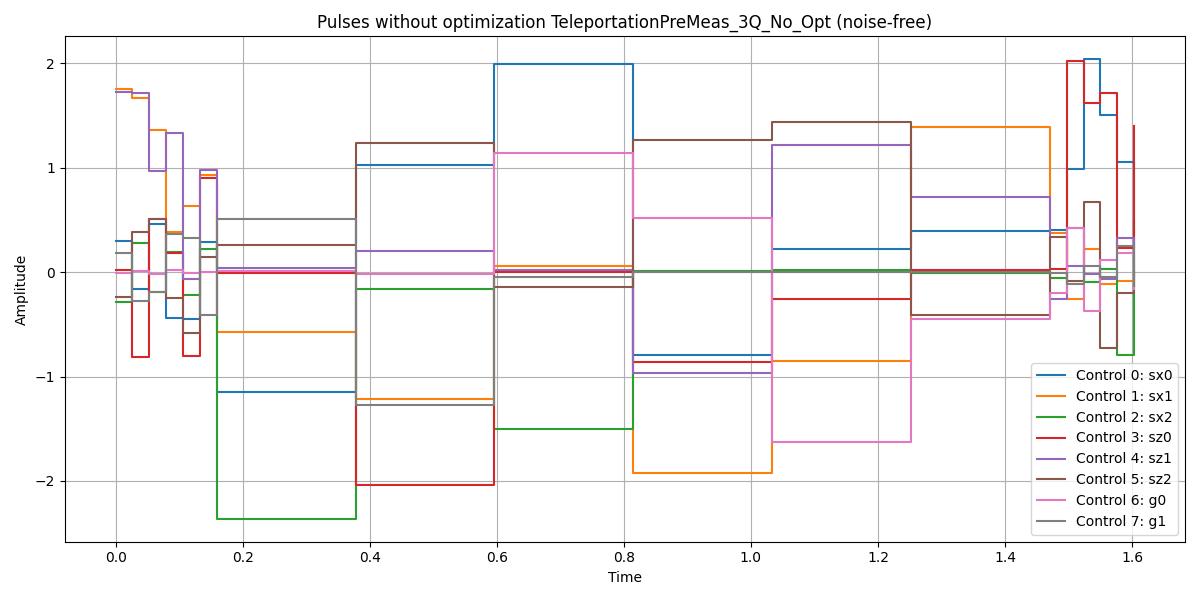 Pulses without optimization TeleportationPreMeas_3Q_No_Opt (noise-free)
Amplitude
2
1
0
−1
−2
0.0 0.2 0.4 0.6 0.8 1.0 1.2 1.4 1.6
Time
Control 0: sx0
Control 1: sx1
Control 2: sx2
Control 3: sz0
Control 4: sz1
Control 5: sz2
Control 6: g0
Control 7: g1